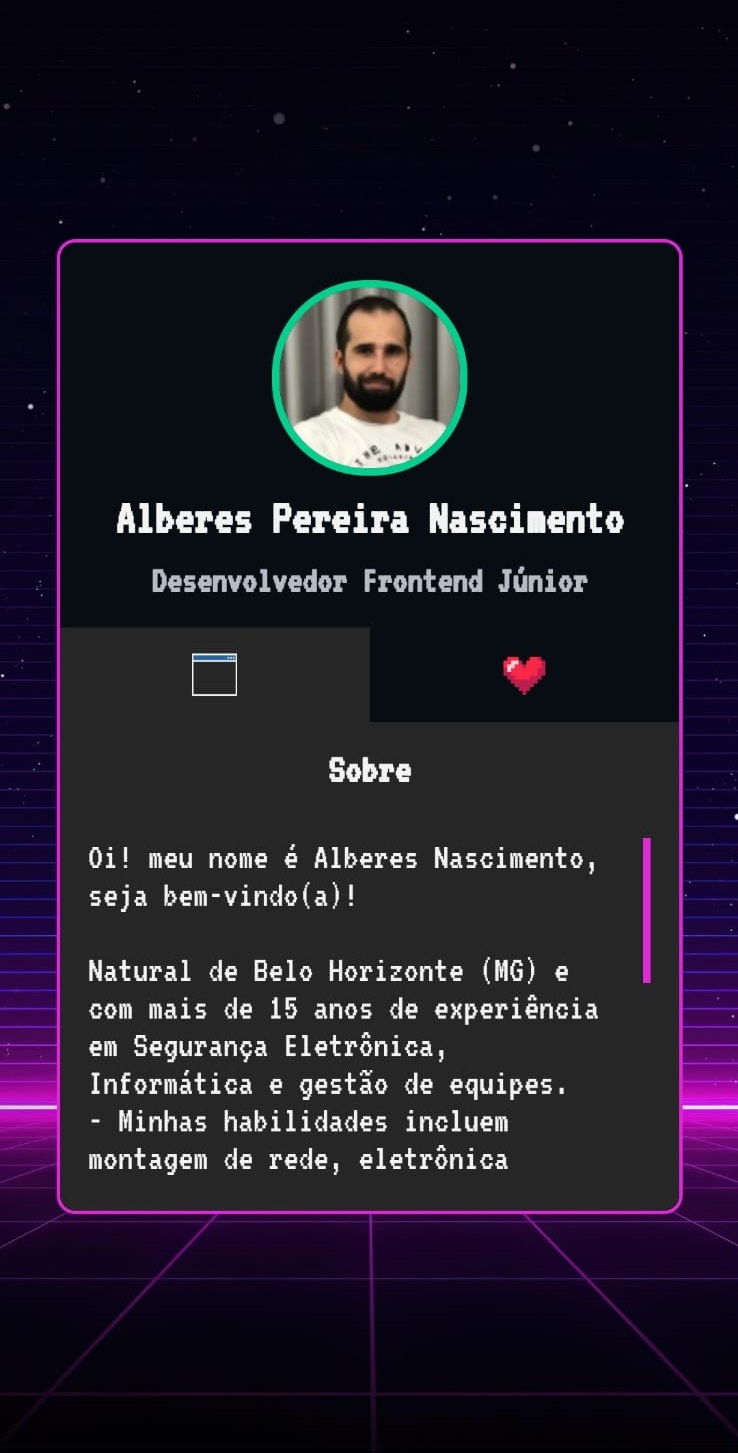 THE ADV
Alberes Pereira Nascimento
Desenvolvedor Frontend Júnior
Sobre
Oi! meu nome é Alberes Nascimento,
seja bem-vindo(a)!
Natural de Belo Horizonte (MG) e
com mais de 15 anos de experiência
em Segurança Eletrônica,
Informática e gestão de equipes.
- Minhas habilidades incluem
montagem de rede, eletrônica